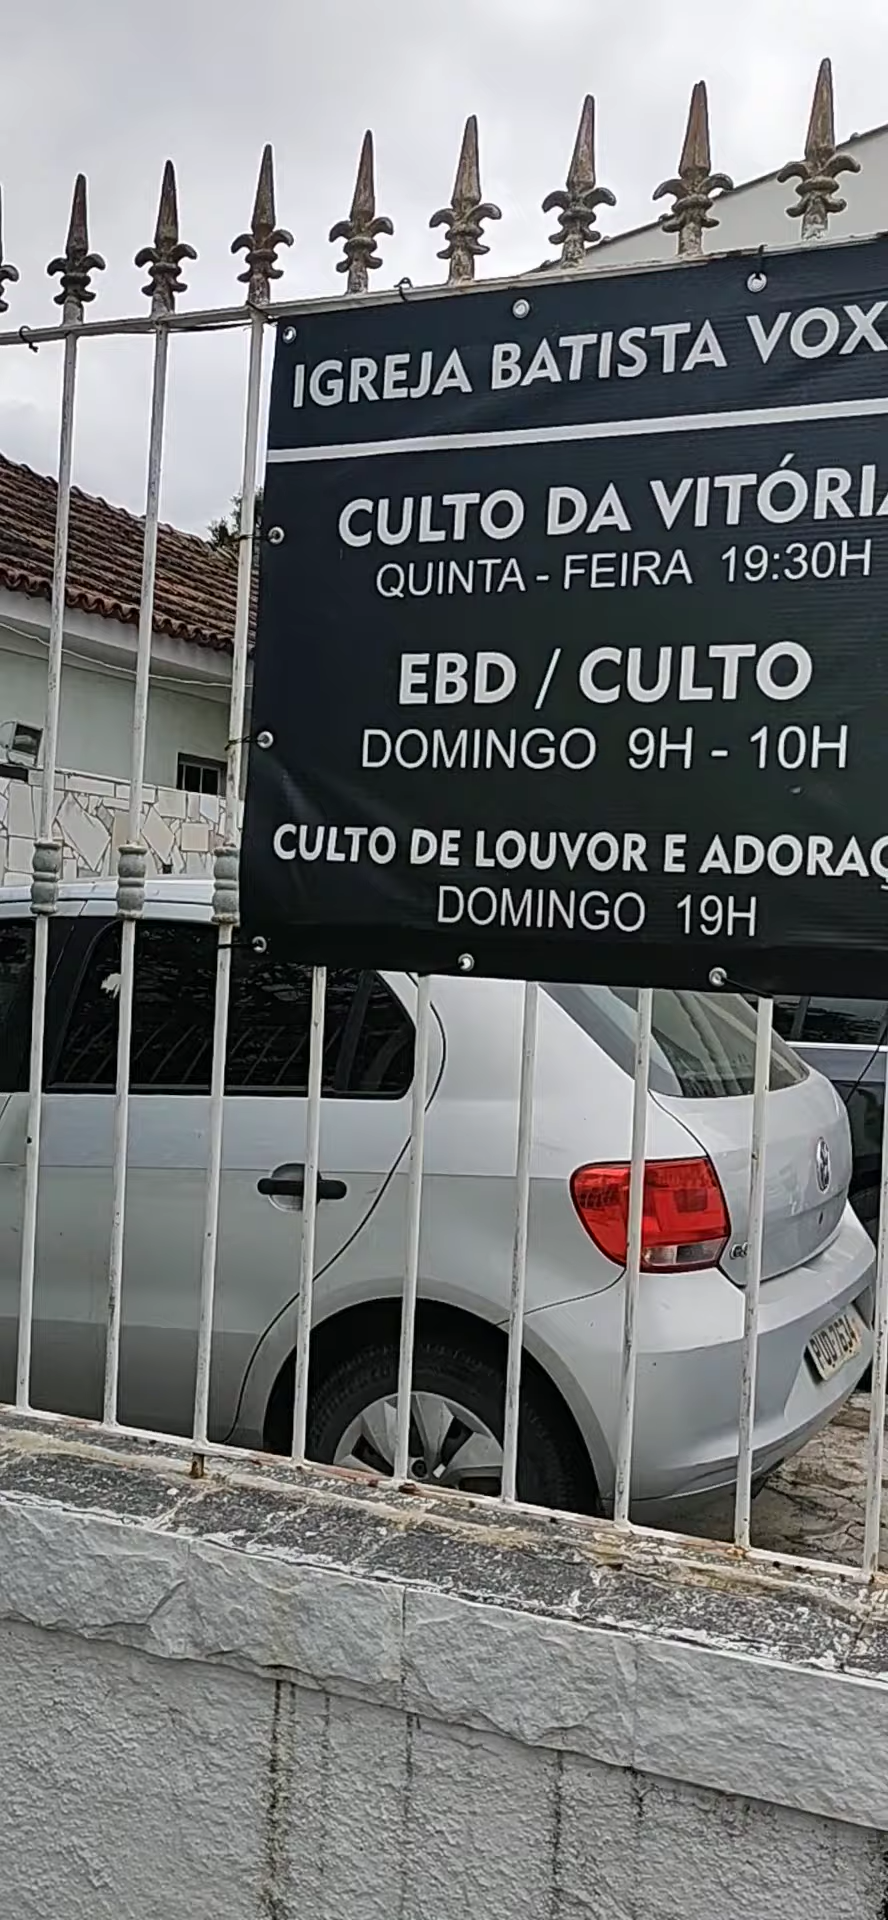 IGREJA BATISTA VOX
CULTO DA VITÓRI
QUINTA - FEIRA 19:30H
EBD / CULTO
DOMINGO 9H - 10H
CULTO DE LOUVOR E ADORAÇ
DOMINGO 19H